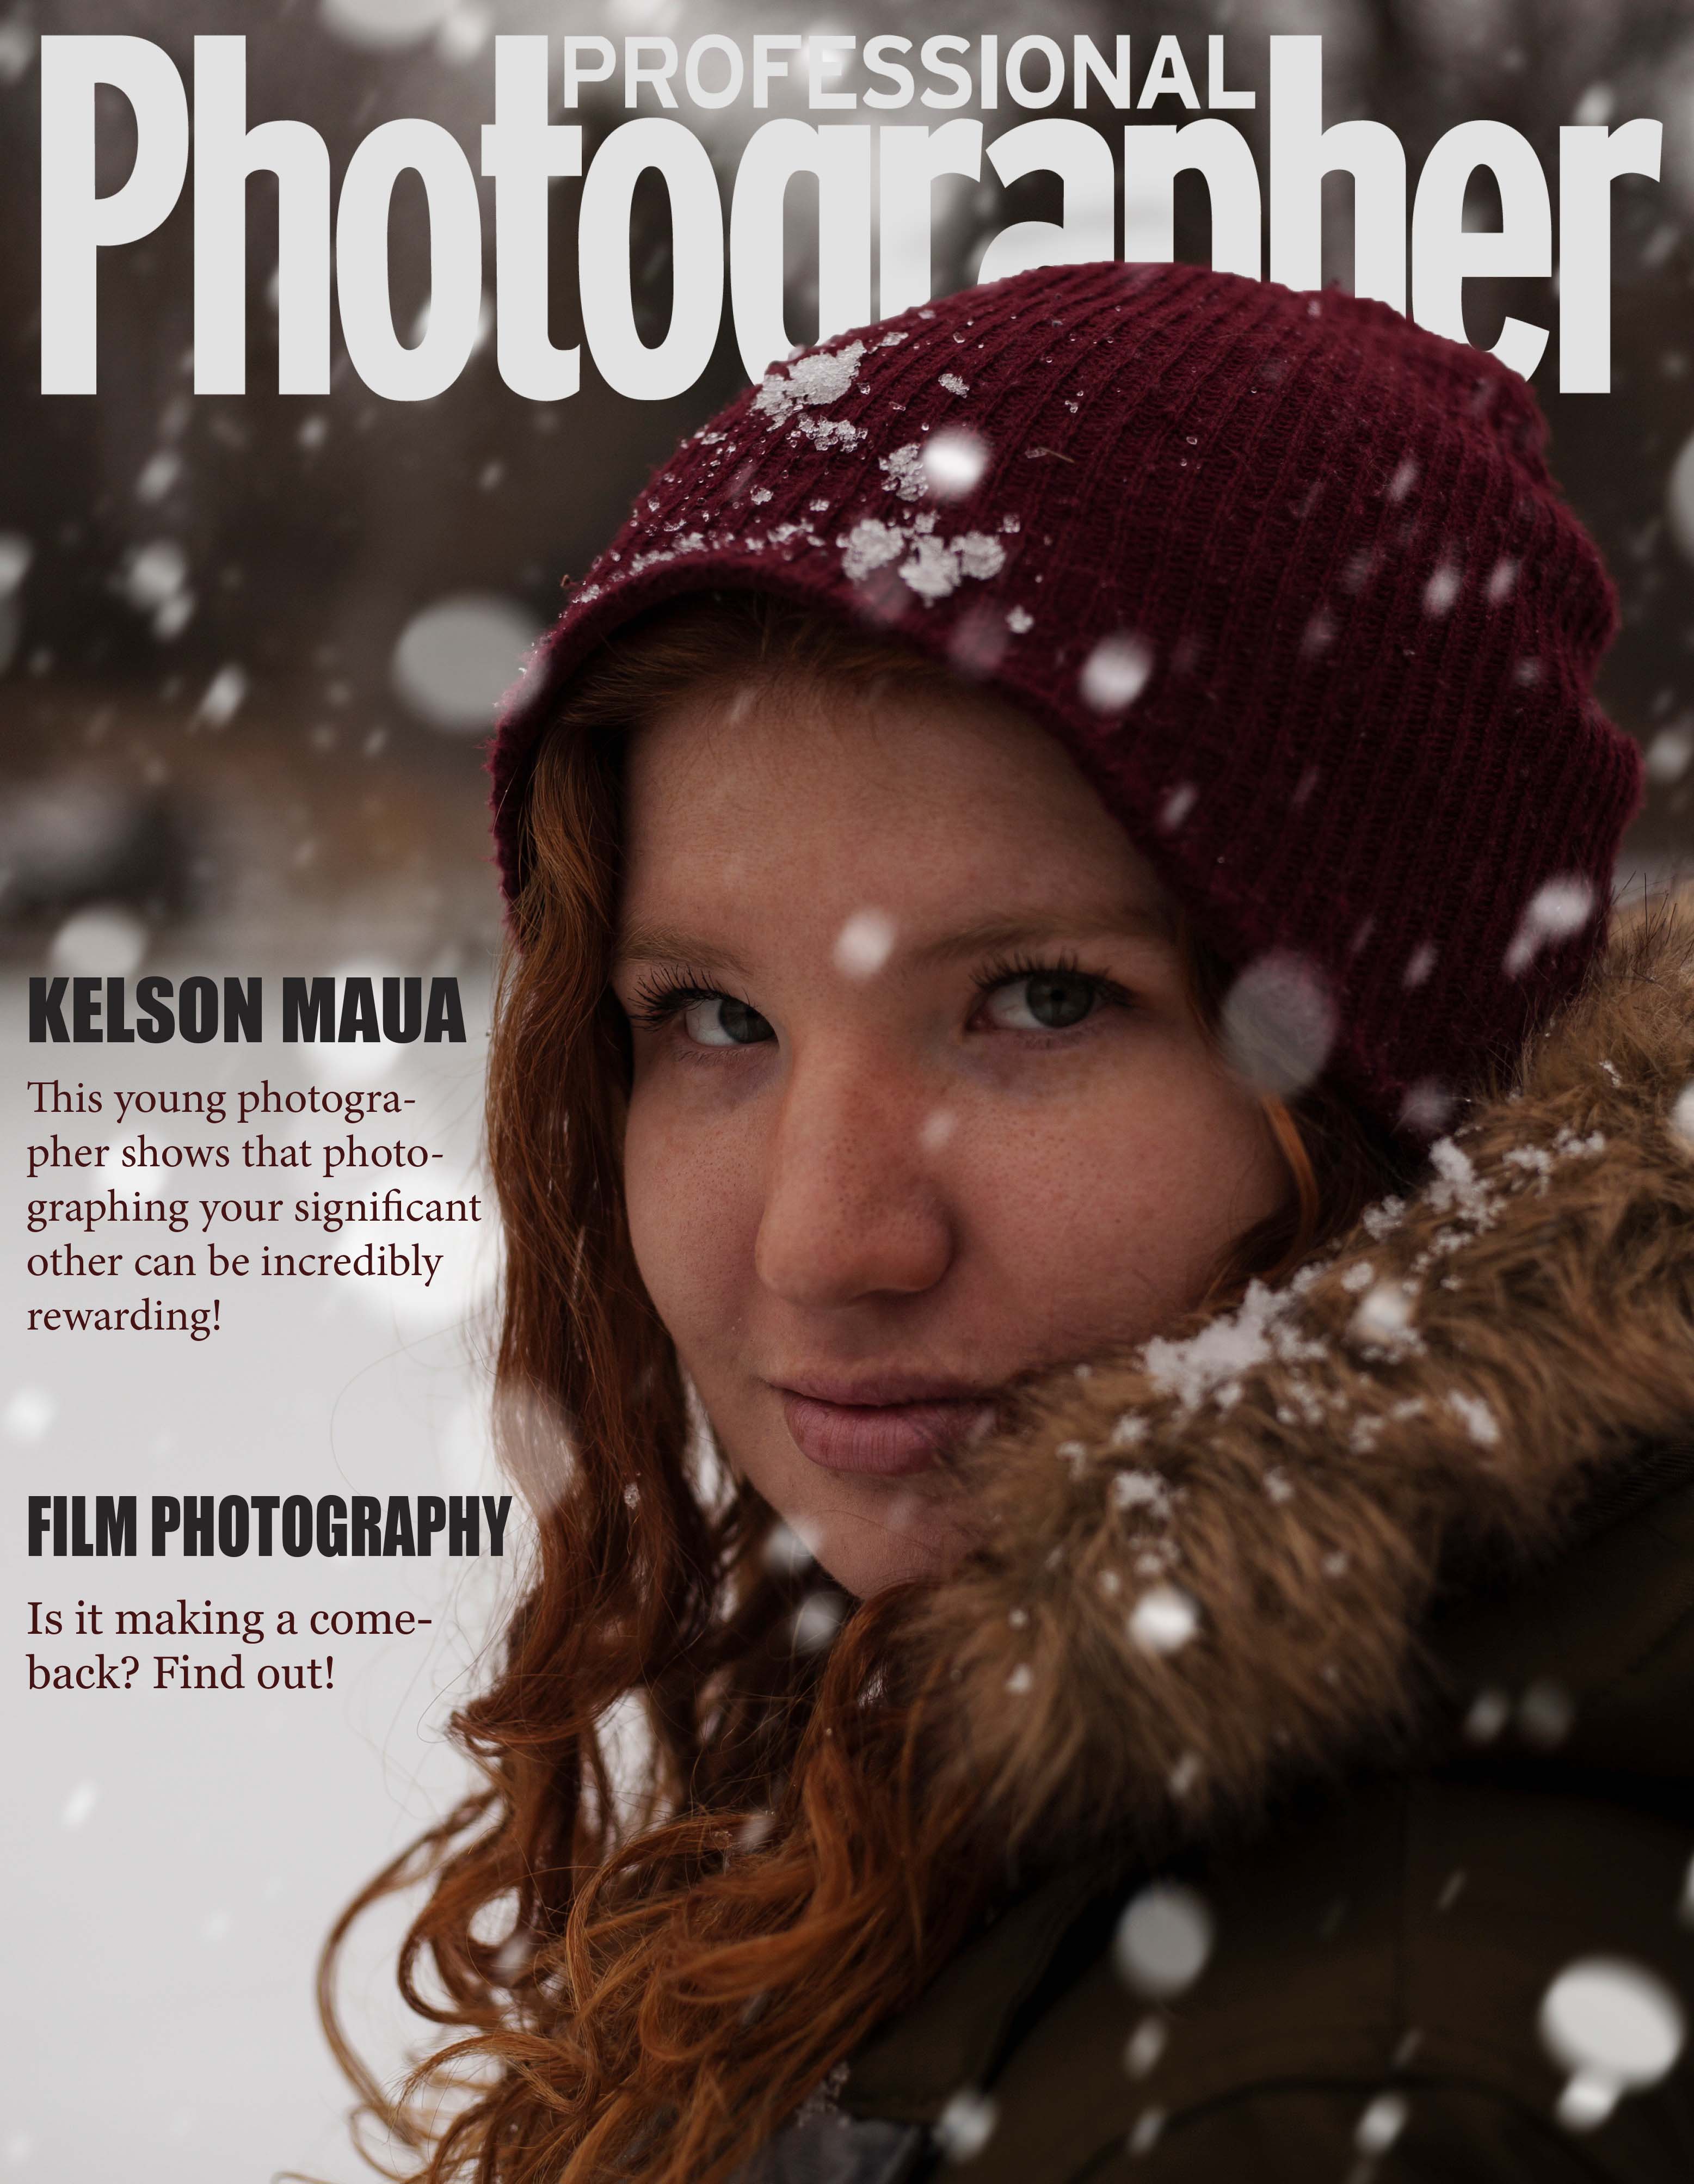 PROFESSIONAL
Photographer
KELSON MAUA
This young photogra-
pher shows that photo-
graphing your significant
other can be incredibly
rewarding!
FILM PHOTOGRAPHY
Is it making a come-
back? Find out!